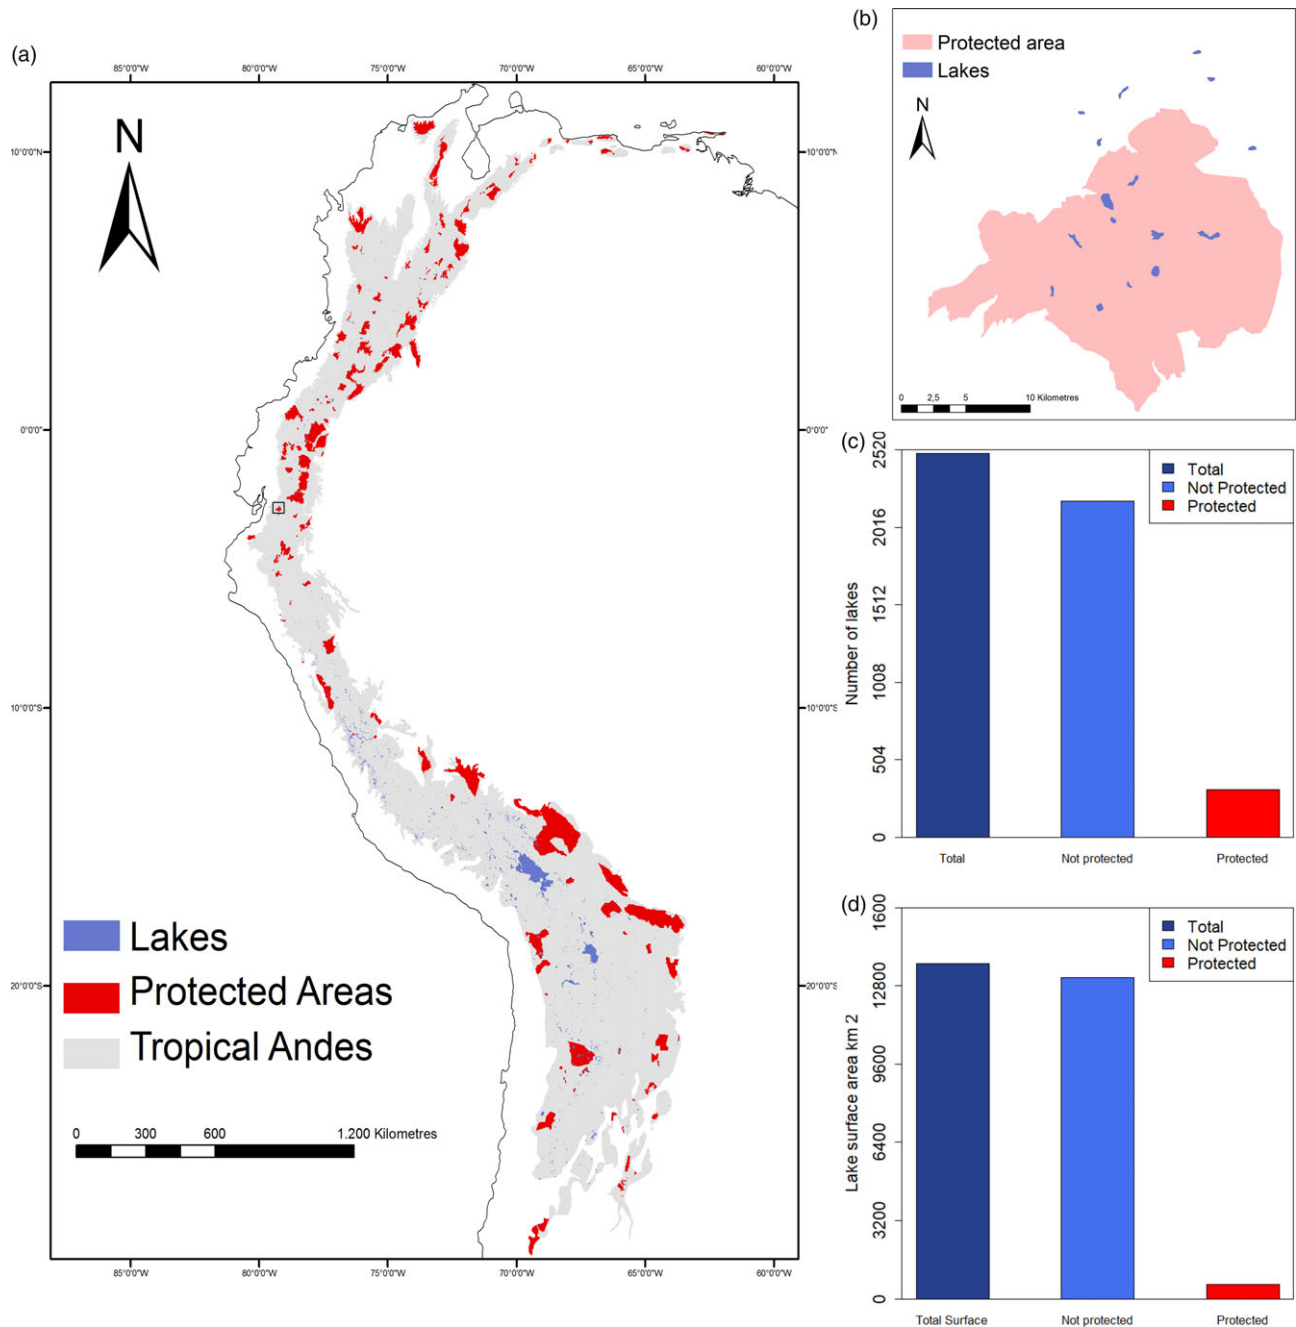 (a)
85°0'0"W 80°0'0"W 75°0'0"W 70°0'0"W 65°0'0"W 60°0'0"W
N
10°0'0"N 10°0'0"N
0°0'0" 0°0'0"
10°0'0"S 10°0'0"S
20°0'0"S 20°0'0"S
Lakes
Protected Areas
Tropical Andes
0 300 600 1.200 Kilometres
85°0'0"W 80°0'0"W 75°0'0"W 70°0'0"W 65°0'0"W 60°0'0"W
(b)
Protected area
Lakes
N
0 2,5 5 10 Kilometres
(c)
Number of lakes
2520
2016
1512
1008
504
0
Total
Not Protected
Protected
Total Not protected Protected
(d)
Lake surface area km 2
1600
12800
9600
6400
3200
0
Total
Not Protected
Protected
Total Surface Not protected Protected